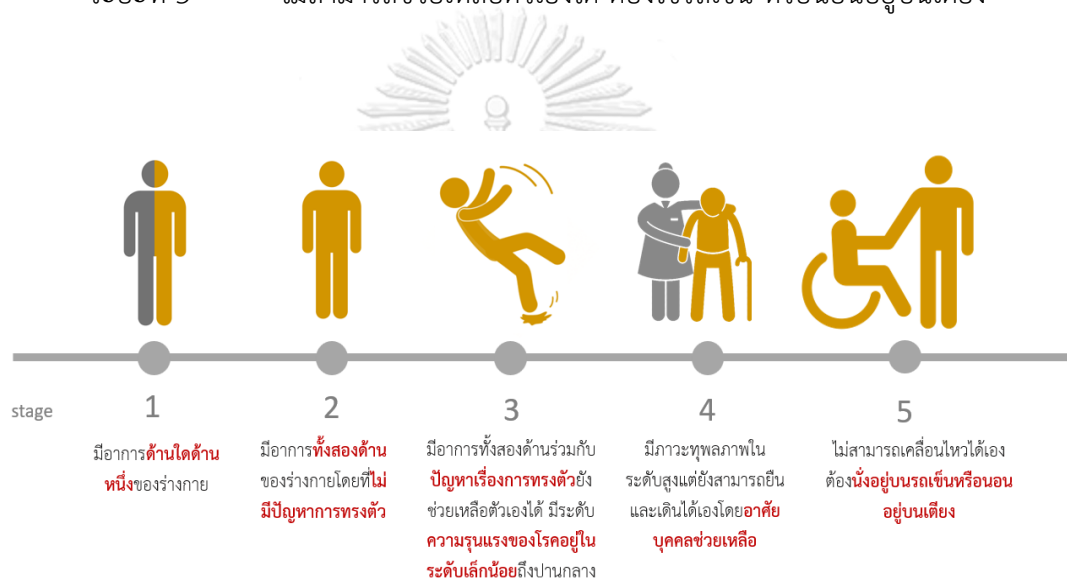 stage
1
2
3
4
5
มีอาการด้านใดด้าน
หนึ่งของร่างกาย
มีอาการทั้งสองด้าน
ของร่างกายโดยที่ไม่
มีปัญหาการทรงตัว
มีอาการทั้งสองด้านร่วมกับ
ปัญหาเรื่องการทรงตัวยัง
ช่วยเหลือตัวเองได้ มีระดับ
ความรุนแรงของโรคอยู่ใน
ระดับเล็กน้อยถึงปานกลาง
มีภาวะทุพลภาพใน
ระดับสูงแต่ยังสามารถยืน
และเดินได้เองโดยอาศัย
บุคคลช่วยเหลือ
ไม่สามารถเคลื่อนไหวได้เอง
ต้องนั่งอยู่บนรถเข็นหรือนอน
อยู่บนเตียง